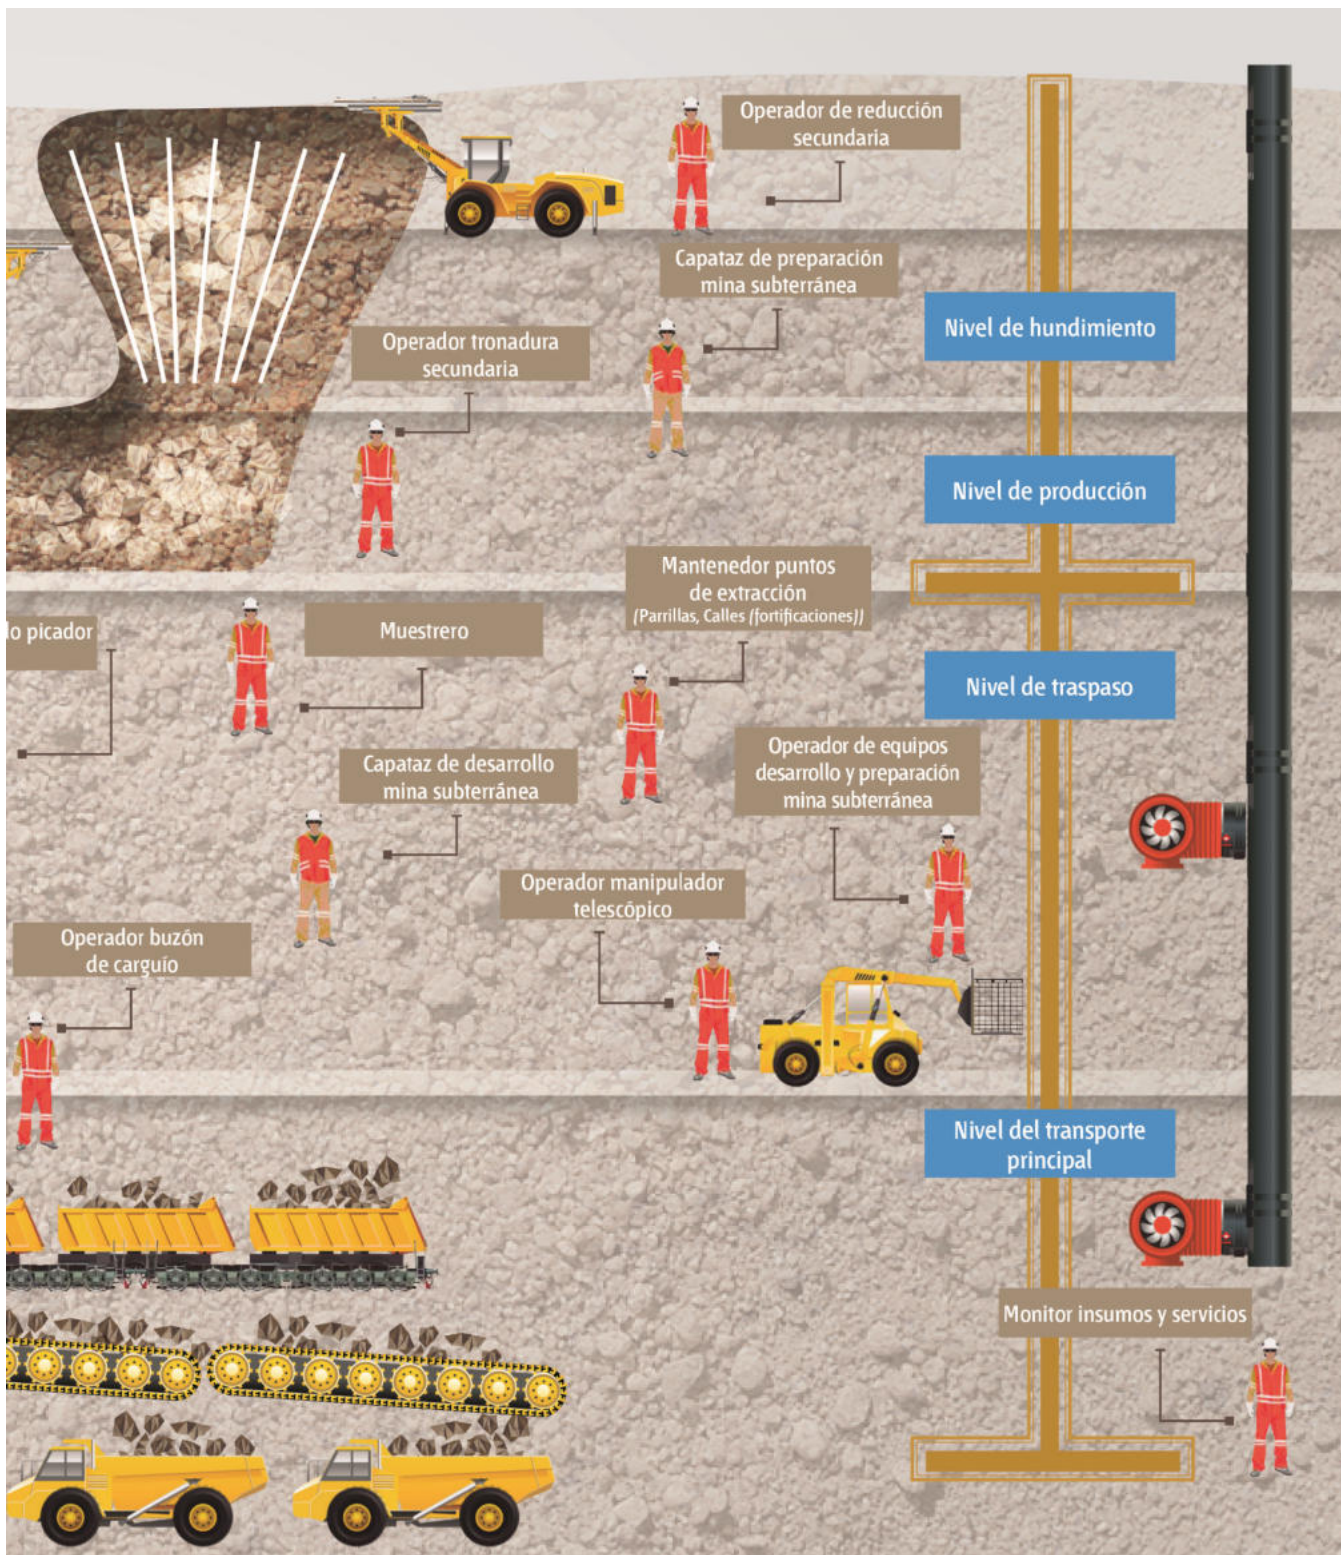 Operador de reducción
secundaria
Capataz de preparación
mina subterránea
Nivel de hundimiento
Operador tronadura
secundaria
Nivel de producción
Mantenedor puntos
de extracción
(Parrillas, Calles (fortificaciones))
lo picador
Muestrero
Nivel de traspaso
Capataz de desarrollo
mina subterránea
Operador de equipos
desarrollo y preparación
mina subterránea
Operador manipulador
telescópico
Operador buzón
de carguío
Nivel del transporte
principal
Monitor insumos y servicios